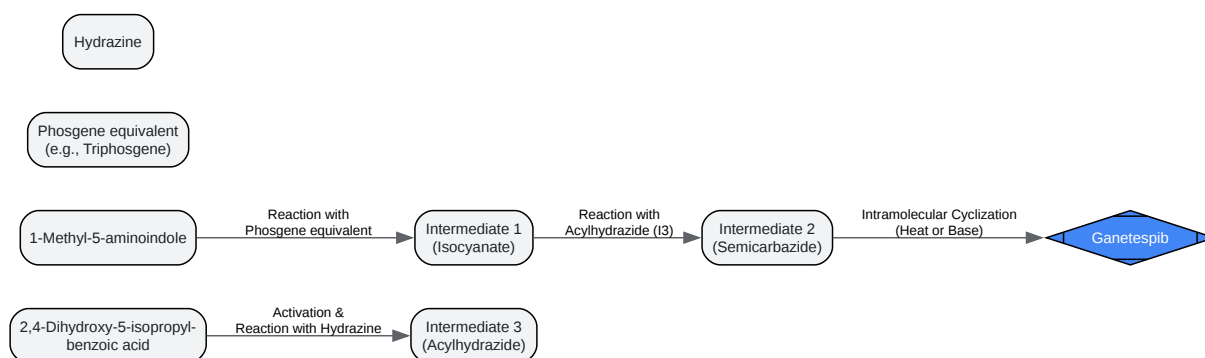 Hydrazine
Phosgene equivalent
(e.g., Triphosgene)
1-Methyl-5-aminoindole
Reaction with
Phosgene equivalent
Intermediate 1
(Isocyanate)
Reaction with
Acylhydrazide (I3)
Intermediate 2
(Semicarbazide)
Intramolecular Cyclization
(Heat or Base)
Ganetespib
2,4-Dihydroxy-5-isopropyl-
benzoic acid
Activation &
Reaction with Hydrazine
Intermediate 3
(Acylhydrazide)